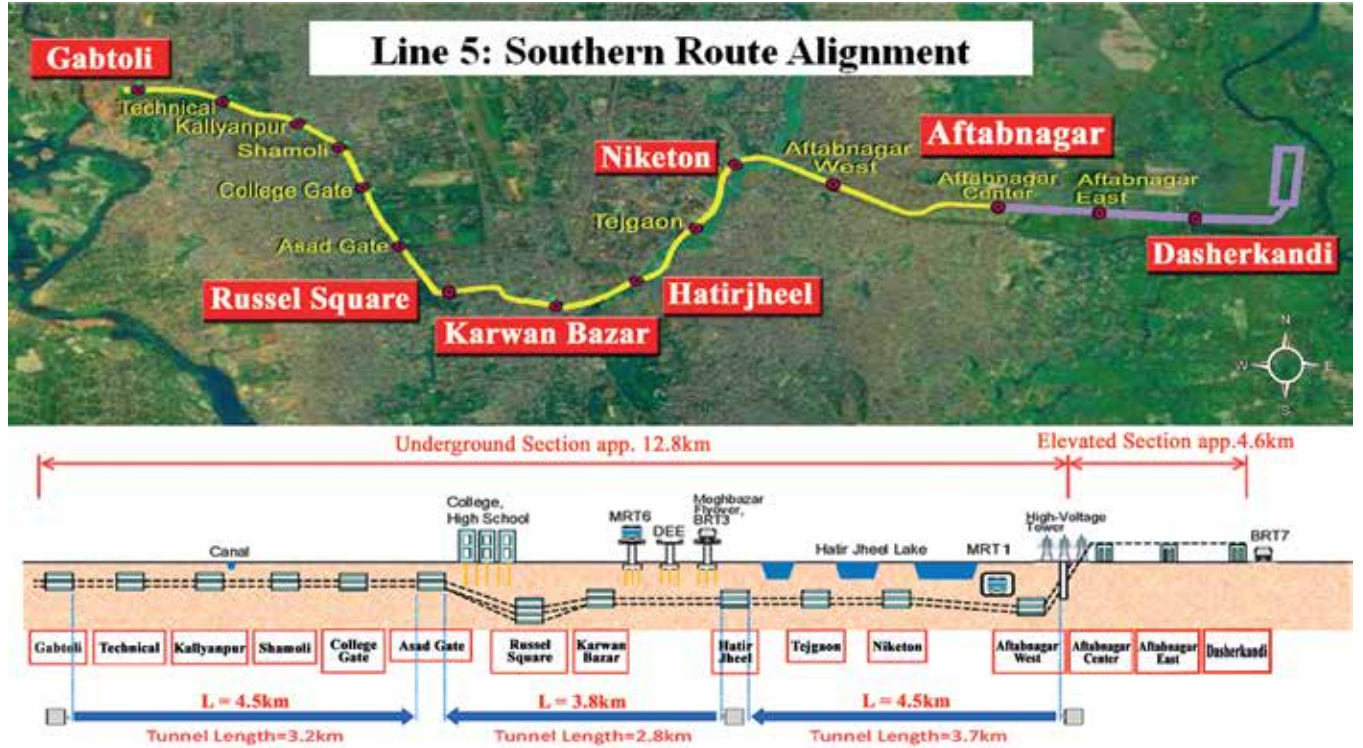 Line 5: Southern Route Alignment
Gabtoli
Technical
Kallyanpur
Shamoli
College Gate
Asad Gate
Russel Square
Karwan Bazar
Hatirjheel
Tejgaon
Niketon
Aftabnagar
West
Aftabnagar
Aftabnagar
Center
Aftabnagar
East
Dasherkandi
N
W
E
S
Underground Section app. 12.8km
Elevated Section app.4.6km
Canal
College,
High School
MRT6
DEE
Moghbazar
Flyover,
BRT3
Hatir Jheel Lake
MRT 1
High-Voltage
Tower
BRT7
Gabtoli
Technical
Kallyanpur
Shamoli
College
Gate
Asad Gate
Russel
Square
Karwan
Bazar
Hatir
Jheel
Tejgaon
Niketon
Aftabnagar
West
Aftabnagar
Center
Aftabnagar
East
Dasherkandi
L = 4.5km
L = 3.8km
L = 4.5km
Tunnel Length=3.2km
Tunnel Length=2.8km
Tunnel Length=3.7km